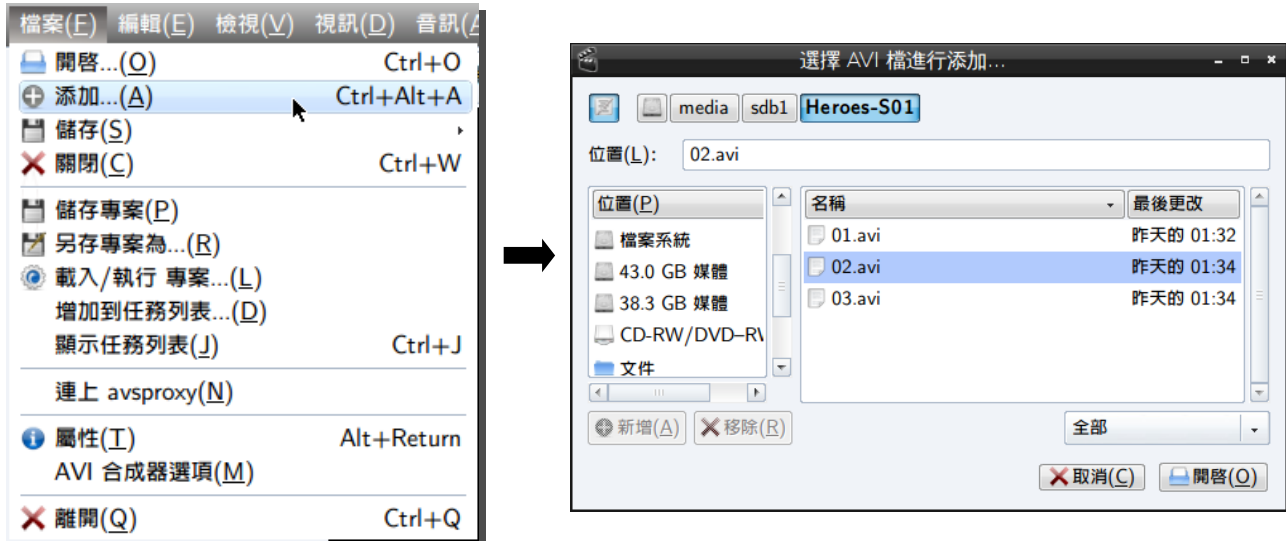 檔案(F) 編輯(E) 檢視(V) 視訊(D) 音訊(
開啓...(O) Ctrl+O
添加...(A) Ctrl+Alt+A
儲存(S)
關閉(C) Ctrl+W
儲存專案(P)
另存專案為...(R)
載入/執行 專案...(L)
增加到任務列表...(D)
顯示任務列表(J) Ctrl+J
連上 avsproxy(N)
屬性(T) Alt+Return
AVI 合成器選項(M)
離開(Q) Ctrl+Q
選擇 AVI 檔進行添加...
media sdb1 Heroes-S01
位置(L): 02.avi
位置(P)
檔案系統
43.0 GB 媒體
38.3 GB 媒體
CD-RW/DVD–R
文件
名稱 最後更改
01.avi 昨天的 01:32
02.avi 昨天的 01:34
03.avi 昨天的 01:34
新增(A) 移除(R)
全部
取消(C) 開啓(O)